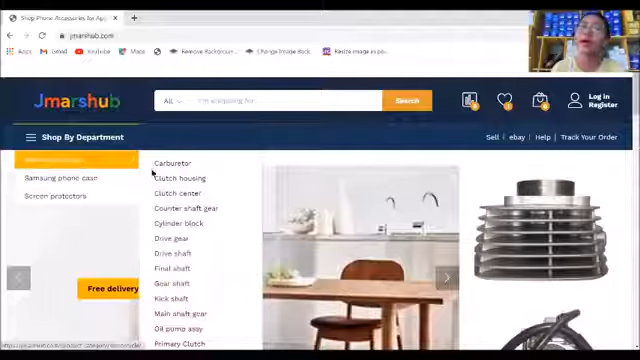 Shop Phone Accessories for App
jmarshub.com
Apps
Gmail
YouTube
Maps
Remove Background
Change Image Back
Resize image in po
Jmarshub
All
I'm shopping for...
Search
Log in
Register
Shop By Department
Sell
ebay
Help
Track Your Order
Samsung phone case
Screen protectors
Carburetor
Clutch housing
Clutch center
Counter shaft gear
Cylinder block
Drive gear
Drive shaft
Final shaft
Gear shaft
Kick shaft
Main shaft gear
Oil pump assy
Primary Clutch
Free delivery